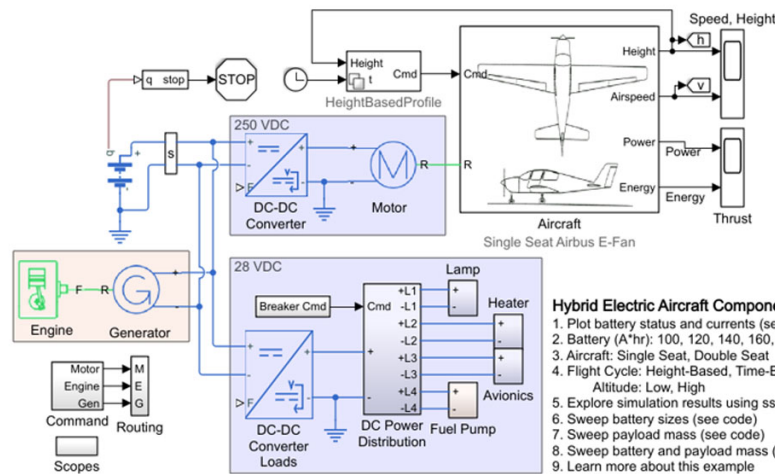 Speed, Height
h
Height
Height
t
Cmd
Cmd
HeightBasedProfile
q stop
STOP
v
Airspeed
Power
Power
Energy
Energy
Thrust
q
s
250 VDC
+
-
F
V
DC-DC
Converter
+
-
M
Motor
R
R
Aircraft
Single Seat Airbus E-Fan
Engine
F
R
G
Generator
+
-
28 VDC
Breaker Cmd
Cmd
+
-
F
V
DC-DC
Converter
Loads
+
-
+L1
-L1
+L2
-L2
+L3
-L3
+L4
-L4
DC Power
Distribution
Lamp
+
-
Heater
+
-
+
-
Avionics
+
-
Fuel Pump
Motor
Engine
Gen
Command
M
E
G
Routing
Scopes
Hybrid Electric Aircraft Compone
1. Plot battery status and currents (se
2. Battery (A*hr): 100, 120, 140, 160,
3. Aircraft: Single Seat, Double Seat
4. Flight Cycle: Height-Based, Time-B
Altitude: Low, High
5. Explore simulation results using ss
6. Sweep battery sizes (see code)
7. Sweep payload mass (see code)
8. Sweep battery and payload mass (
9. Learn more about this example